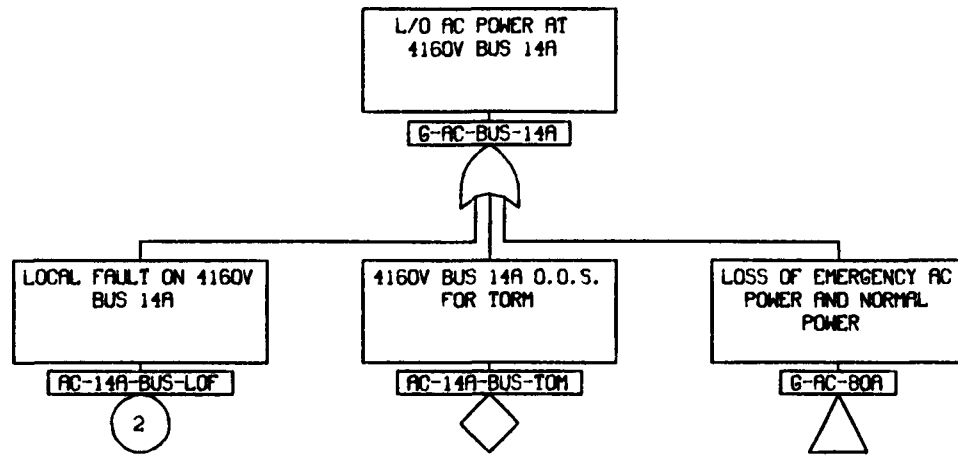 L/O AC POWER AT
4160V BUS 14A
G-AC-BUS-14A
LOCAL FAULT ON 4160V
BUS 14A
4160V BUS 14A O.O.S.
FOR TORM
LOSS OF EMERGENCY AC
POWER AND NORMAL
POWER
AC-14A-BUS-LOF
AC-14A-BUS-TOM
G-AC-80A
2